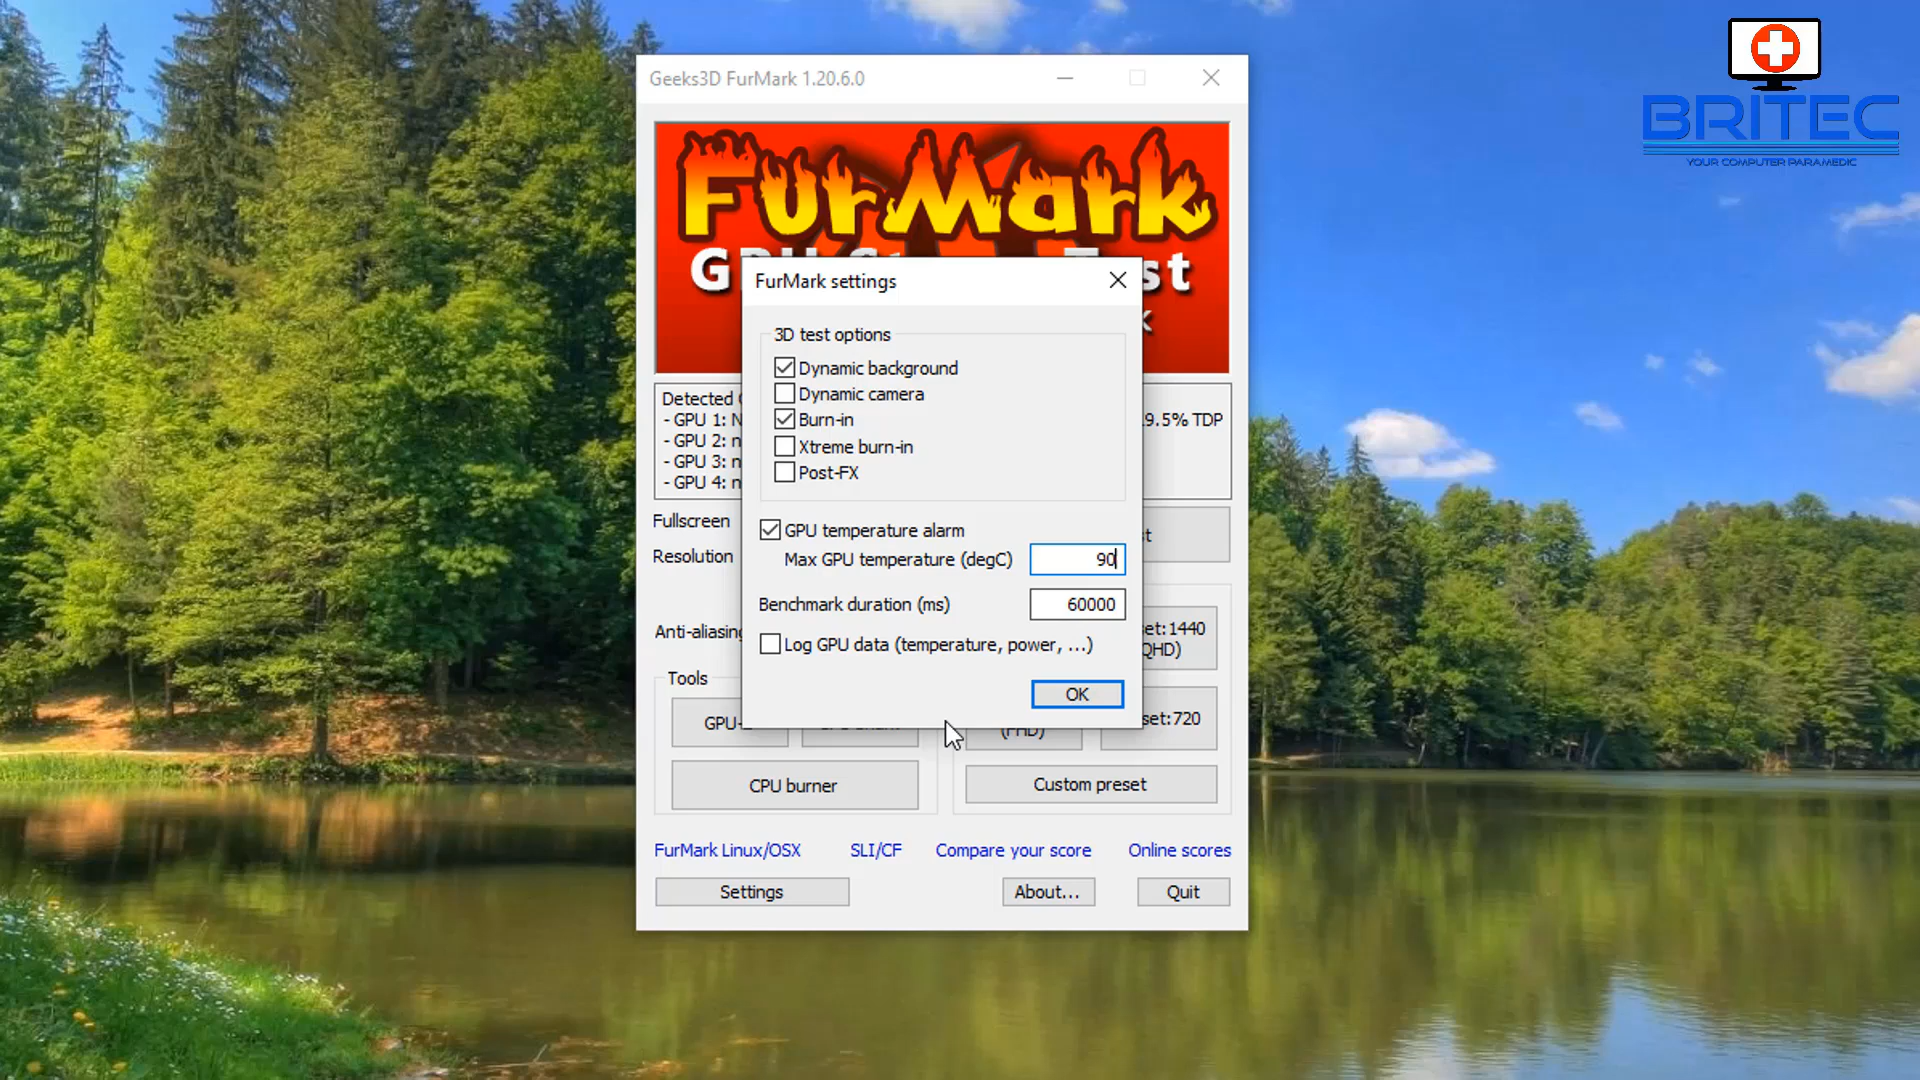 BRITEC
YOUR COMPUTER PARAMEDIC
Geeks3D FurMark 1.20.6.0
FurMark
FurMark settings
3D test options
Dynamic background
Dynamic camera
Burn-in
Xtreme burn-in
Post-FX
GPU temperature alarm
Max GPU temperature (degC) 90
Benchmark duration (ms) 60000
Log GPU data (temperature, power, ...)
OK
Detected
- GPU 1: N
9.5% TDP
- GPU 2: n
- GPU 3: n
- GPU 4: n
Fullscreen
Resolution
Anti-aliasing
set:1440
QHD)
Tools
GPU-
set:720
(FHD)
CPU burner
Custom preset
FurMark Linux/OSX SLI/CF Compare your score Online scores
Settings About... Quit